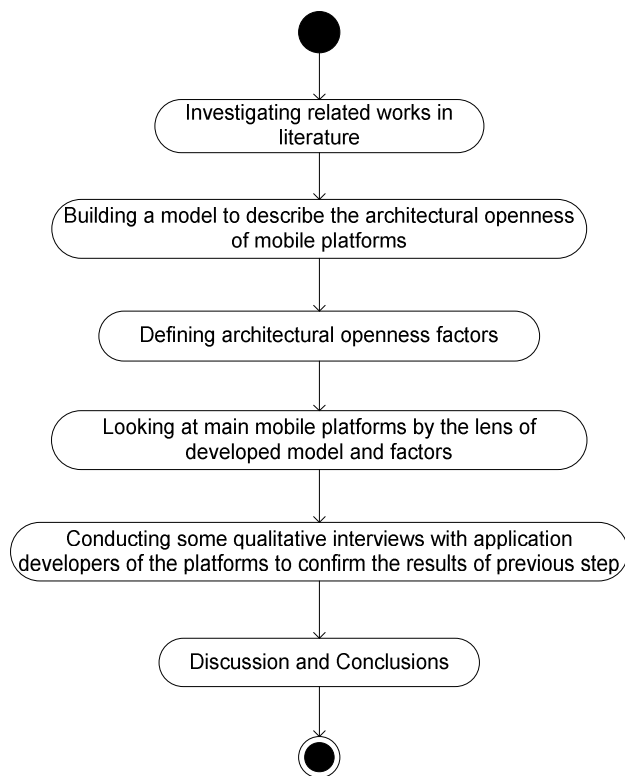 Investigating related works in
literature
Building a model to describe the architectural openness
of mobile platforms
Defining architectural openness factors
Looking at main mobile platforms by the lens of
developed model and factors
Conducting some qualitative interviews with application
developers of the platforms to confirm the results of previous step
Discussion and Conclusions